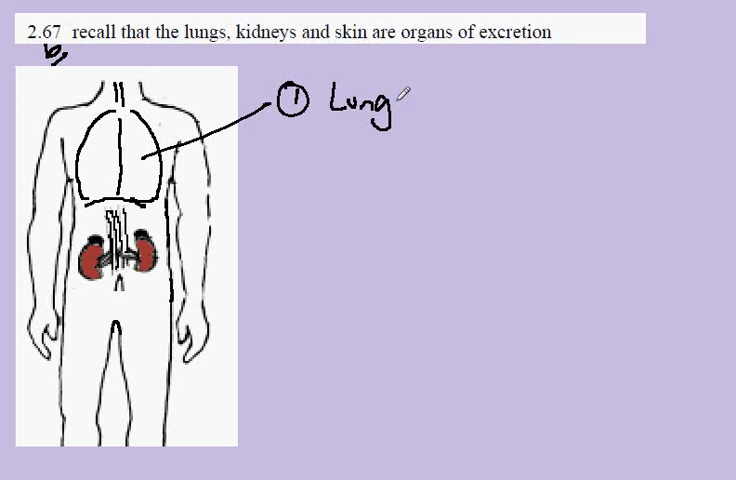 2.67 recall that the lungs, kidneys and skin are organs of excretion
b,
① Lung